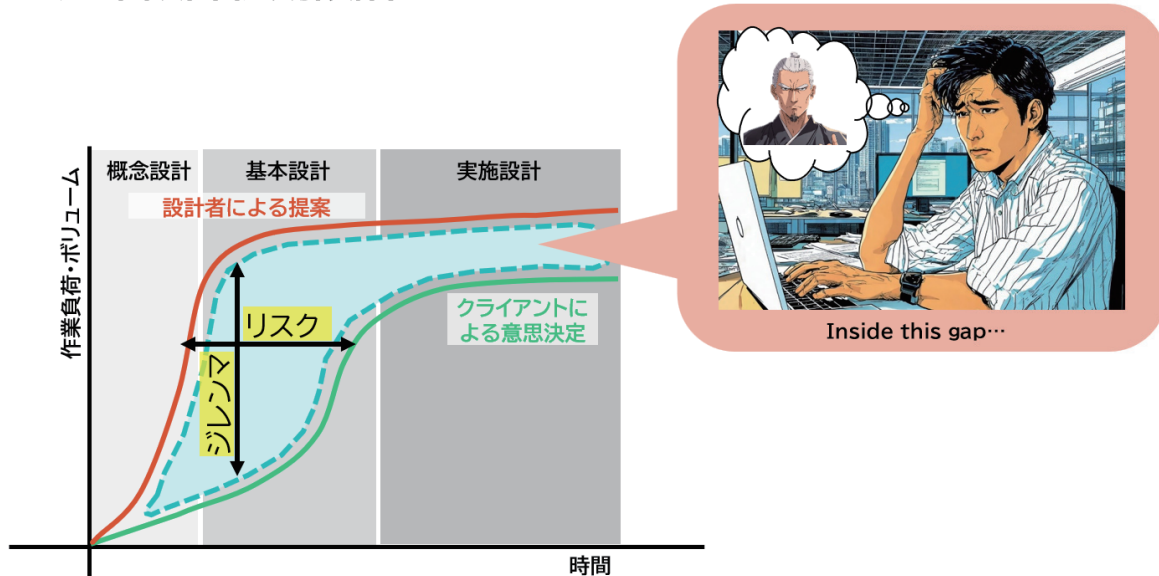 概念設計
基本設計
実施設計
設計者による提案
作業負荷・ボリューム
リスク
ジレンマ
クライアントに
よる意思決定
時間
Inside this gap…